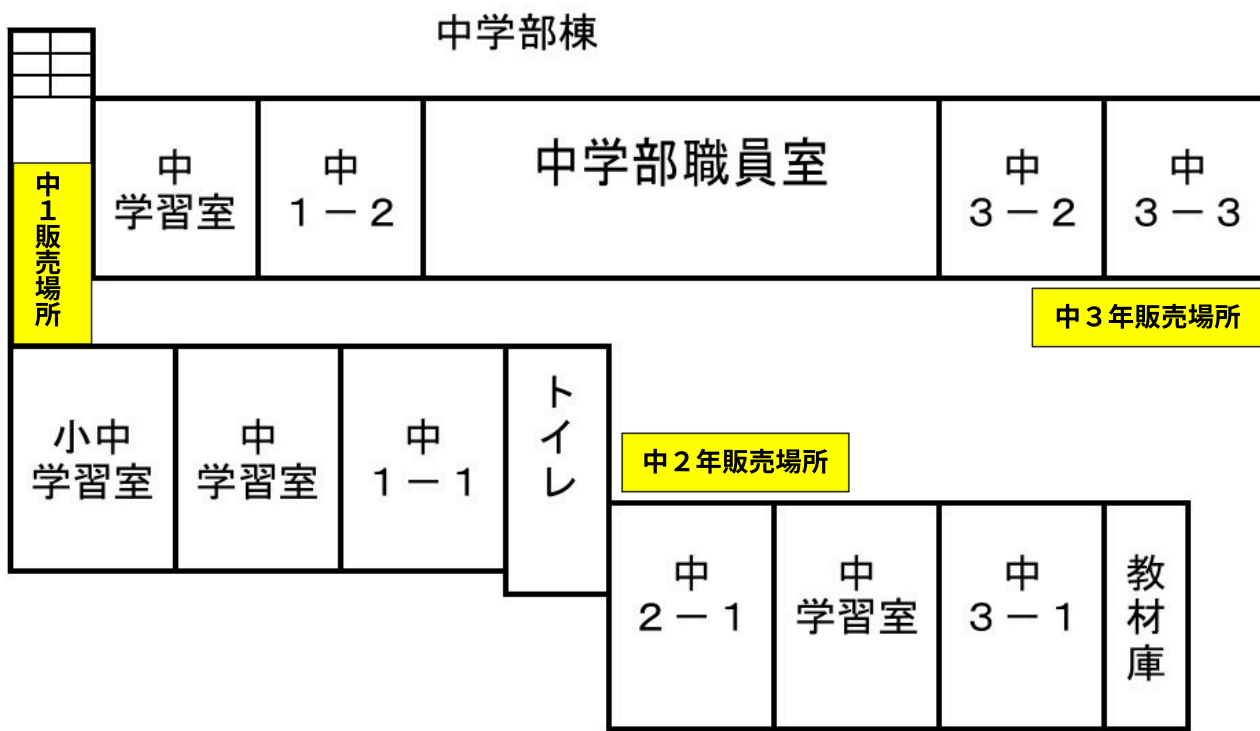 中学部棟
中
学習室
中
1－2
中学部職員室
中
3－2
中
3－3
中1販売場所
中3年販売場所
小中
学習室
中
学習室
中
1－1
トイレ
中2年販売場所
中
2－1
中
学習室
中
3－1
教材庫